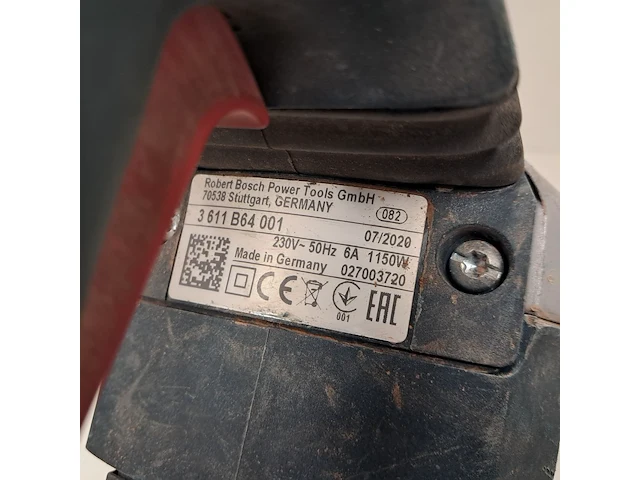 Robert Bosch Power Tools GmbH
70538 Stuttgart, GERMANY
082
3 611 B64 001
07/2020
230V~ 50Hz 6A 1150W
Made in Germany
027003720
CE
001
EAC